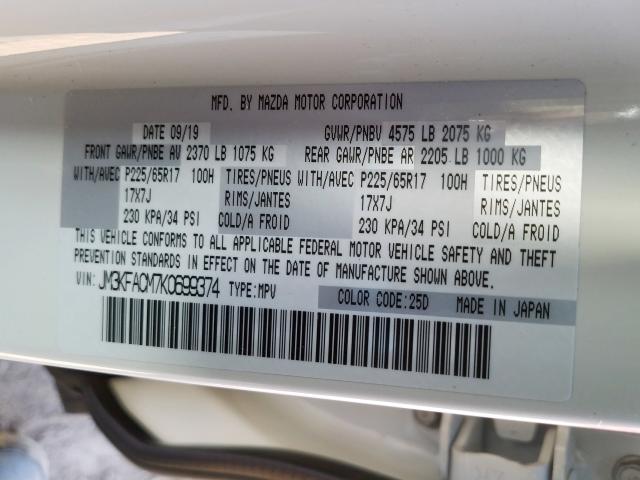 MFD. BY MAZDA MOTOR CORPORATION
DATE 09/19 GVWR/PNBV 4575 LB 2075 KG
FRONT GAWR/PNBE AV 2370 LB 1075 KG REAR GAWR/PNBE AR 2205 LB 1000 KG
WITH/AVEC P225/65R17 100H TIRES/PNEUS WITH/AVEC P225/65R17 100H TIRES/PNEUS
17X7J RIMS/JANTES 17X7J RIMS/JANTES
230 KPA/34 PSI COLD/A FROID 230 KPA/34 PSI COLD/A FROID
THIS VEHICLE CONFORMS TO ALL APPLICABLE FEDERAL MOTOR VEHICLE SAFETY AND THEFT
PREVENTION STANDARDS IN EFFECT ON THE DATE OF MANUFACTURE SHOWN ABOVE.
VIN: JM3KFACM7K0699374 TYPE:MPV COLOR CODE:25D MADE IN JAPAN